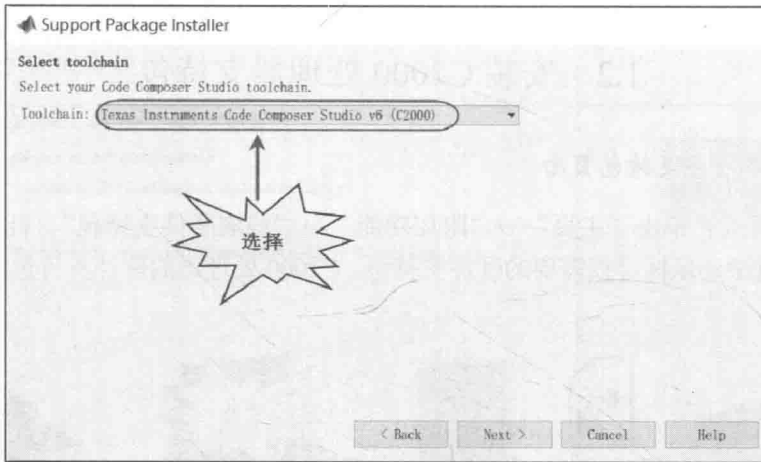 Support Package Installer
Select toolchain
Select your Code Composer Studio toolchain.
Toolchain: Texas Instruments Code Composer Studio v6 (C2000)
选择
< Back Next > Cancel Help